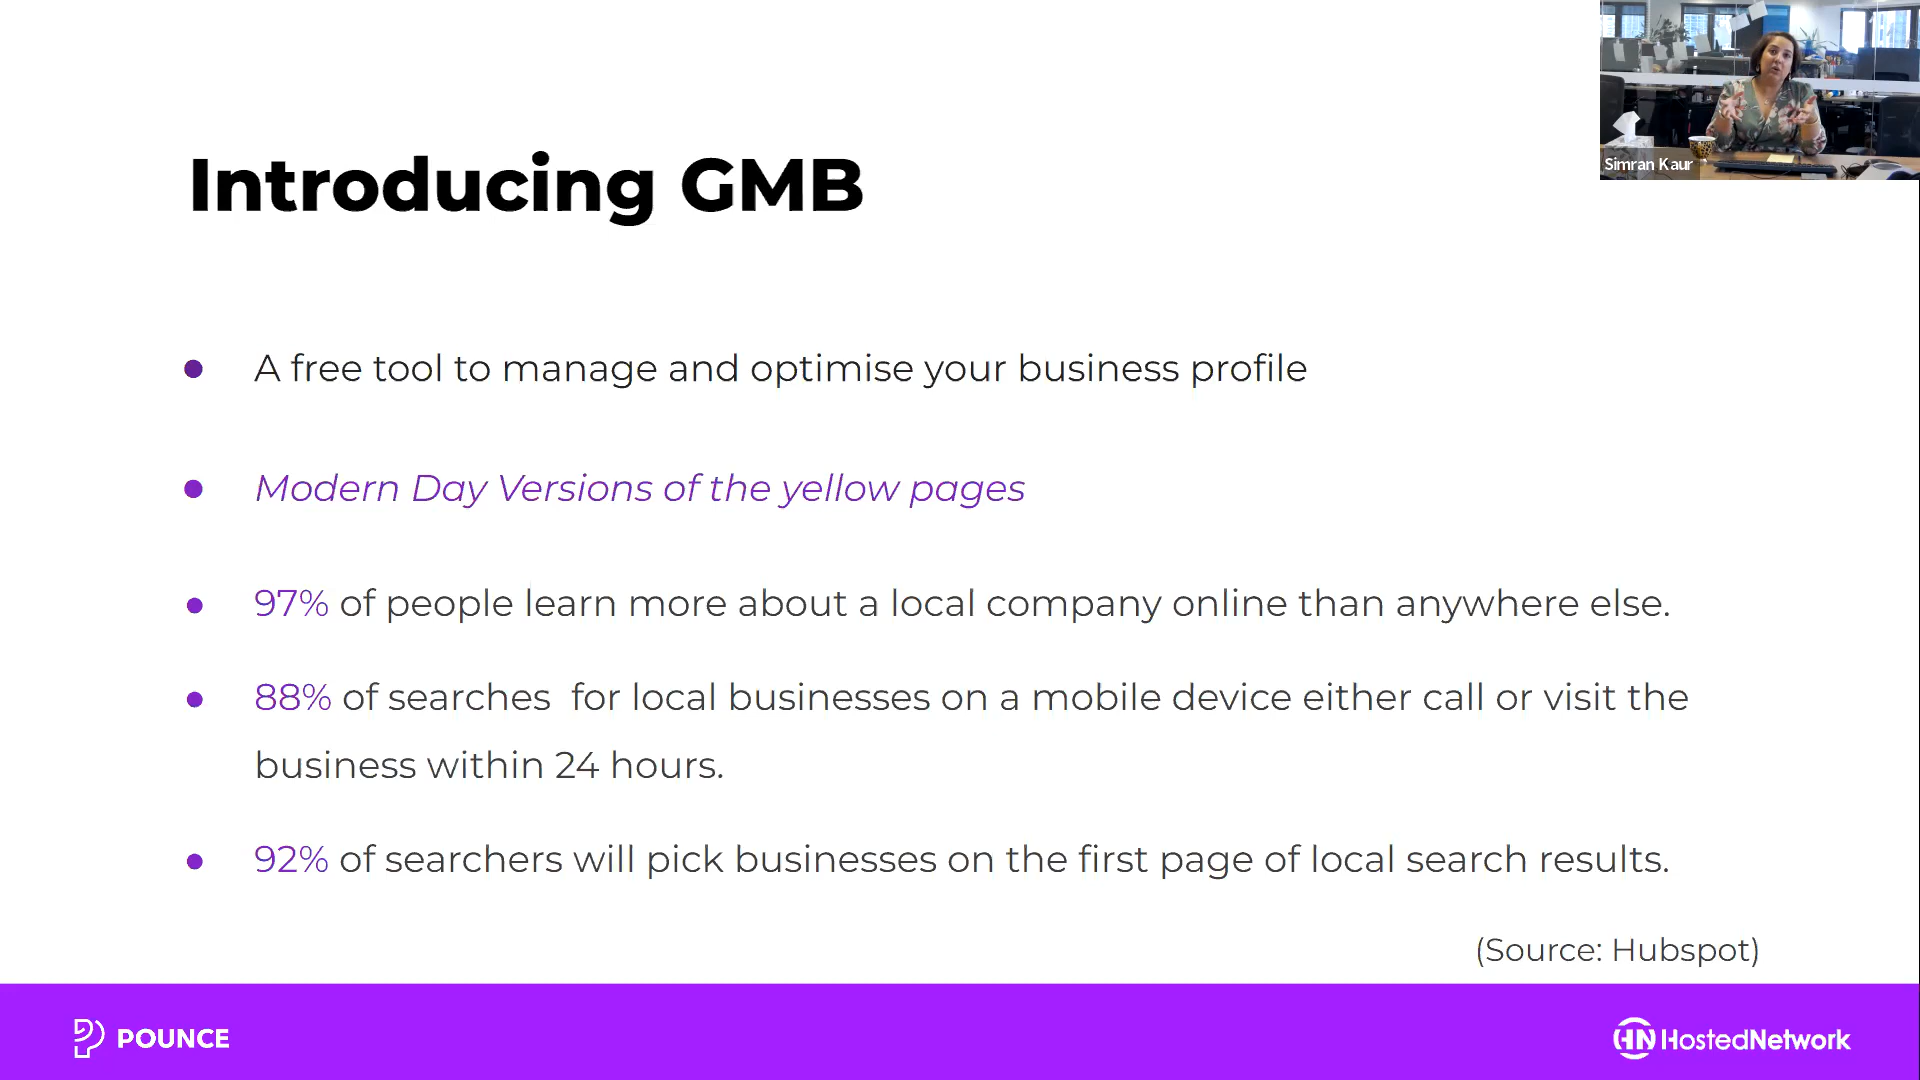 Simran Kaur
Introducing GMB
A free tool to manage and optimise your business profile
Modern Day Versions of the yellow pages
97% of people learn more about a local company online than anywhere else.
88% of searches  for local businesses on a mobile device either call or visit the
business within 24 hours.
92% of searchers will pick businesses on the first page of local search results.
(Source: Hubspot)
POUNCE
HN HostedNetwork